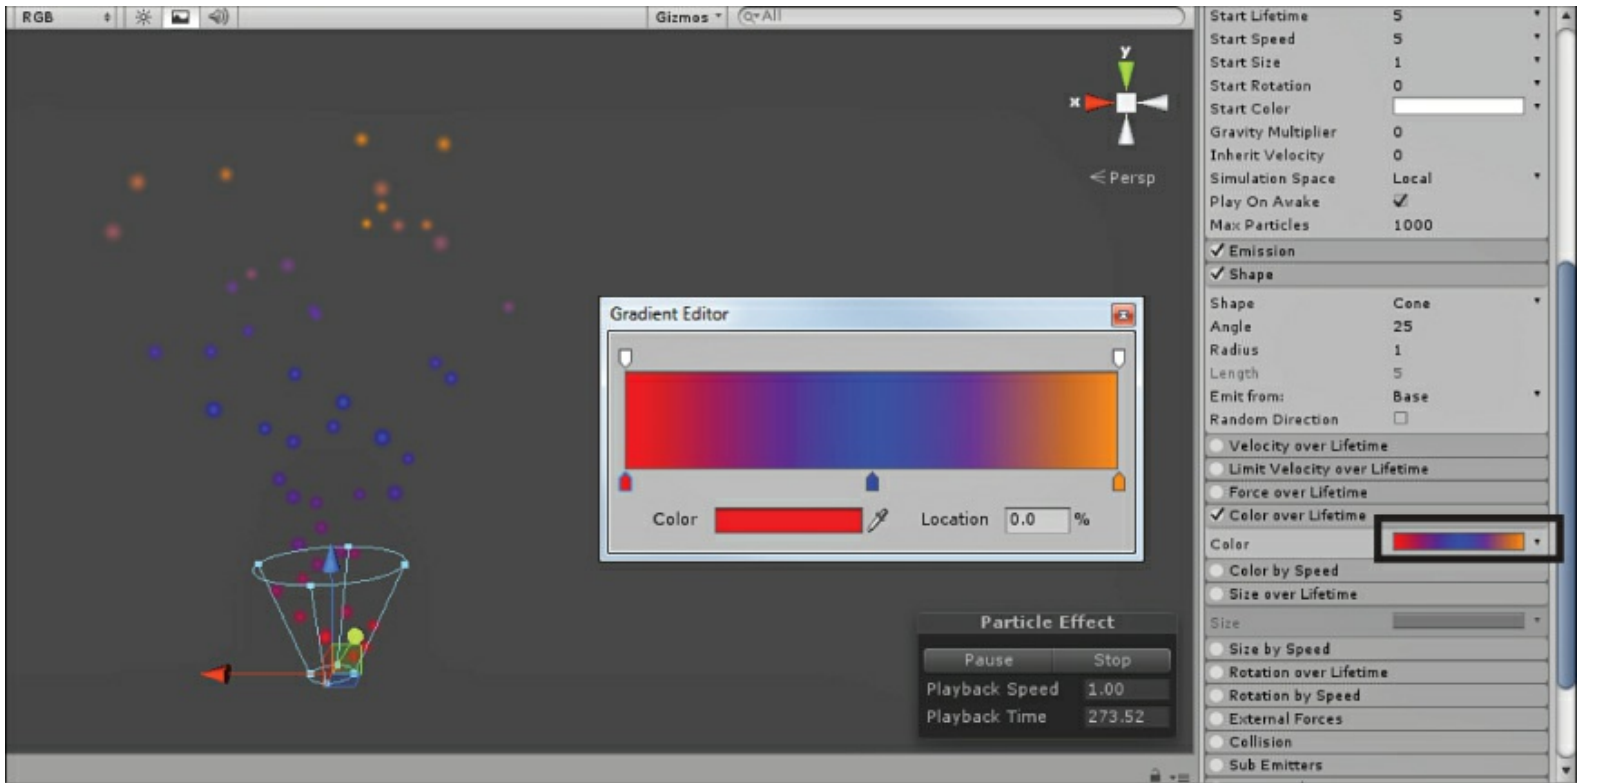 RGB
Gizmos
All
y
x
Persp
Gradient Editor
Color
Location 0.0 %
Particle Effect
Pause Stop
Playback Speed 1.00
Playback Time 273.52
Start Lifetime 5
Start Speed 5
Start Size 1
Start Rotation 0
Start Color
Gravity Multiplier 0
Inherit Velocity 0
Simulation Space Local
Play On Awake
Max Particles 1000
Emission
Shape
Shape Cone
Angle 25
Radius 1
Length 5
Emit from: Base
Random Direction
Velocity over Lifetime
Limit Velocity over Lifetime
Force over Lifetime
Color over Lifetime
Color
Color by Speed
Size over Lifetime
Size
Size by Speed
Rotation over Lifetime
Rotation by Speed
External Forces
Collision
Sub Emitters